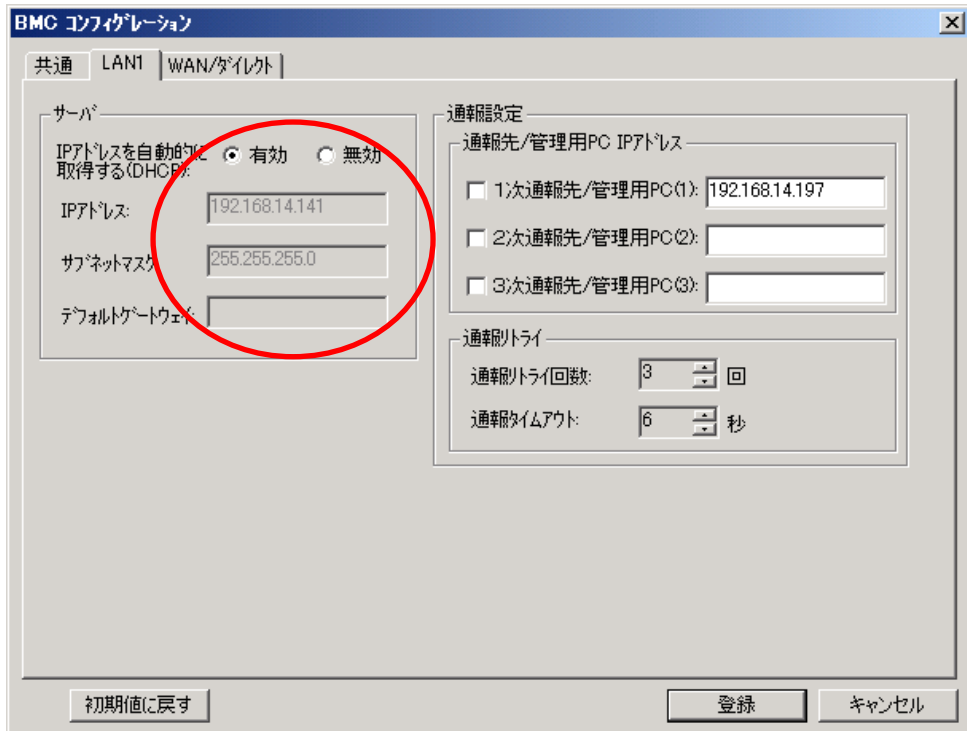 BMC コンフィグレーション
共通
LAN1
WAN/ダイレクト
サーバ
IPアドレスを自動的に
取得する(DHCP):
有効
無効
IPアドレス:
192.168.14.141
サブネットマスク
255.255.255.0
デフォルトゲートウェイ:
通報設定
通報先/管理用PC IPアドレス
1次通報先/管理用PC(1):
192.168.14.197
2次通報先/管理用PC(2):
3次通報先/管理用PC(3):
通報リトライ
通報リトライ回数:
3
回
通報タイムアウト:
6
秒
初期値に戻す
登録
キャンセル